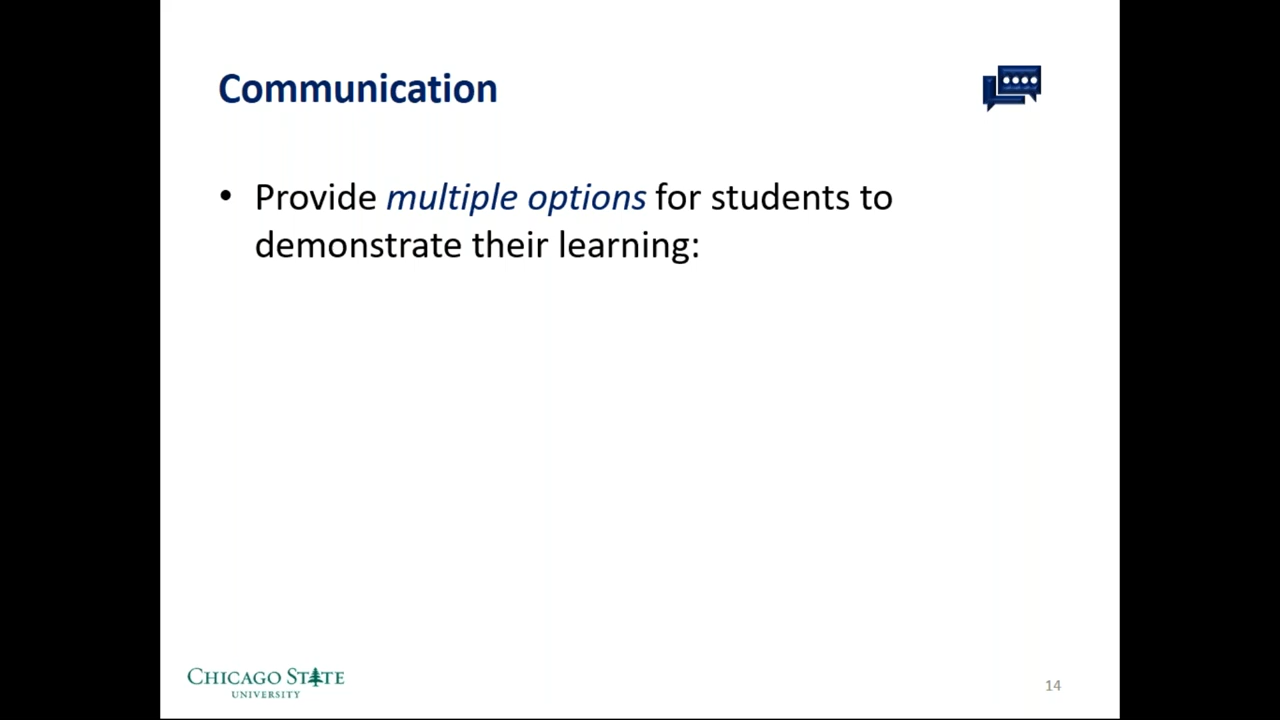 Communication
• Provide multiple options for students to
demonstrate their learning:
CHICAGO STATE
UNIVERSITY
14